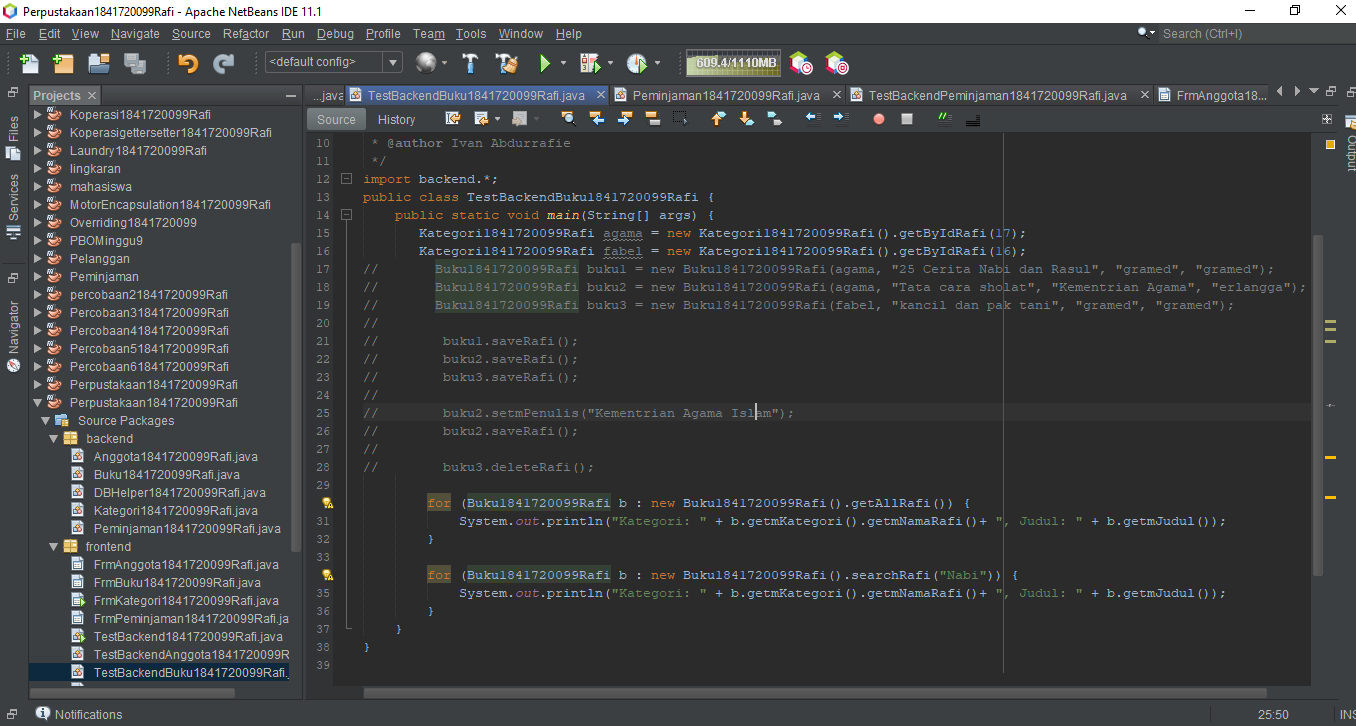 Perpustakaan1841720099Rafi - Apache NetBeans IDE 11.1
File Edit View Navigate Source Refactor Run Debug Profile Team Tools Window Help
Search (Ctrl+I)
<default config>
609.4/1110MB
Projects
...java TestBackendBuku1841720099Rafi.java Peminjaman1841720099Rafi.java TestBackendPeminjaman1841720099Rafi.java FrmAnggota18...
Source History
Files
Services
Navigator
Output
Koperasi1841720099Rafi
Koperasigettersetter1841720099Rafi
Laundry1841720099Rafi
lingkaran
mahasiswa
MotorEncapsulation1841720099Rafi
Overriding1841720099
PBOMinggu9
Pelanggan
Peminjaman
percobaan21841720099Rafi
Percobaan31841720099Rafi
Percobaan41841720099Rafi
Percobaan51841720099Rafi
Percobaan61841720099Rafi
Perpustakaan1841720099Rafi
Perpustakaan1841720099Rafi
Source Packages
backend
Anggota1841720099Rafi.java
Buku1841720099Rafi.java
DBHelper1841720099Rafi.java
Kategori1841720099Rafi.java
Peminjaman1841720099Rafi.java
frontend
FrmAnggota1841720099Rafi.java
FrmBuku1841720099Rafi.java
FrmKategori1841720099Rafi.java
FrmPeminjaman1841720099Rafi.ja
TestBackend1841720099Rafi.java
TestBackendAnggota1841720099R
TestBackendBuku1841720099Rafi.
10 * @author Ivan Abdurrafie
11 */
12 import backend.*;
13 public class TestBackendBuku1841720099Rafi {
14 public static void main(String[] args) {
15 Kategori1841720099Rafi agama = new Kategori1841720099Rafi().getByIdRafi(17);
16 Kategori1841720099Rafi fabel = new Kategori1841720099Rafi().getByIdRafi(16);
17 // Buku1841720099Rafi buku1 = new Buku1841720099Rafi(agama, "25 Cerita Nabi dan Rasul", "gramed", "gramed");
18 // Buku1841720099Rafi buku2 = new Buku1841720099Rafi(agama, "Tata cara sholat", "Kementrian Agama", "erlangga");
19 // Buku1841720099Rafi buku3 = new Buku1841720099Rafi(fabel, "kancil dan pak tani", "gramed", "gramed");
20 //
21 // buku1.saveRafi();
22 // buku2.saveRafi();
23 // buku3.saveRafi();
24 //
25 // buku2.setmPenulis("Kementrian Agama Islam");
26 // buku2.saveRafi();
27 //
28 // buku3.deleteRafi();
29
for (Buku1841720099Rafi b : new Buku1841720099Rafi().getAllRafi()) {
31 System.out.println("Kategori: " + b.getmKategori().getmNamaRafi()+ ", Judul: " + b.getmJudul());
32 }
33
for (Buku1841720099Rafi b : new Buku1841720099Rafi().searchRafi("Nabi")) {
35 System.out.println("Kategori: " + b.getmKategori().getmNamaRafi()+ ", Judul: " + b.getmJudul());
36 }
37 }
38 }
39
Notifications
25:50
INS